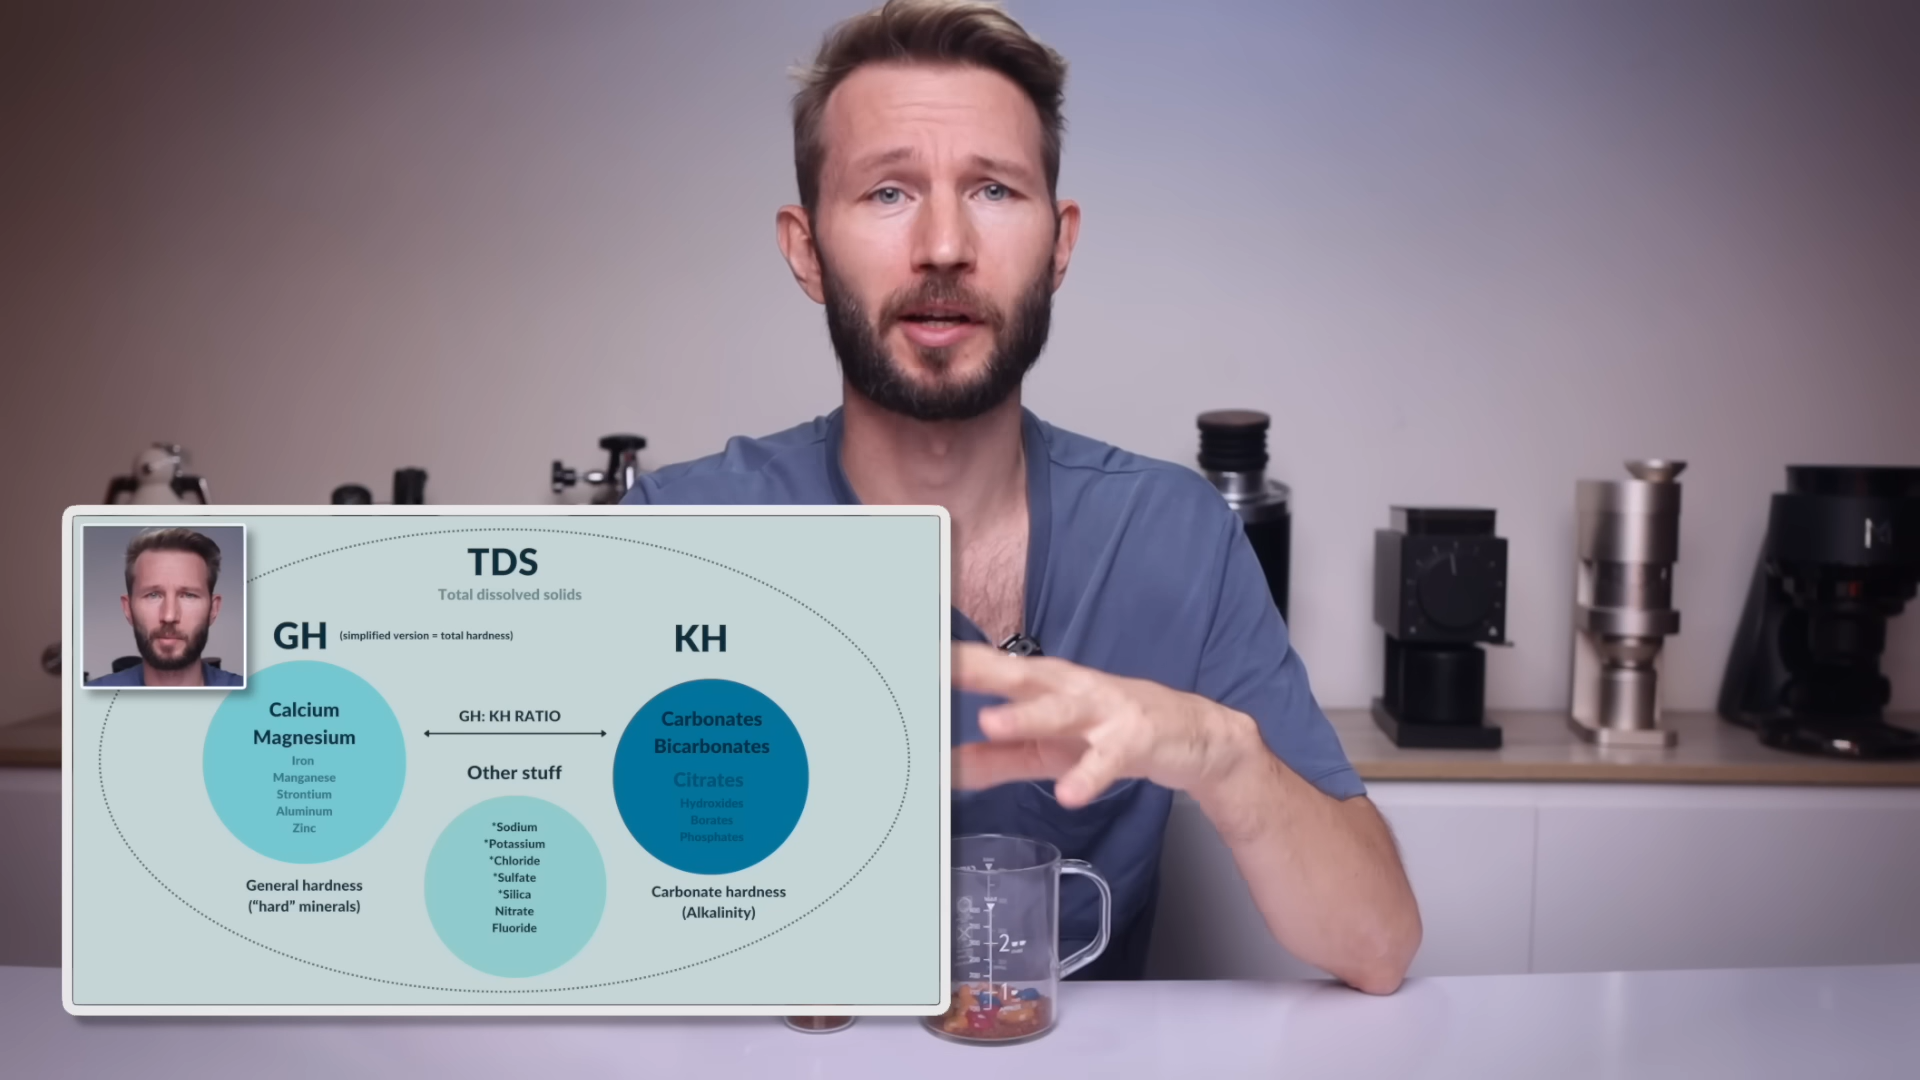 TDS
Total dissolved solids
GH (simplified version = total hardness)
KH
Calcium
Magnesium
Iron
Manganese
Strontium
Aluminum
Zinc
General hardness
("hard" minerals)
GH: KH RATIO
Other stuff
*Sodium
*Potassium
*Chloride
*Sulfate
*Silica
Nitrate
Fluoride
Carbonates
Bicarbonates
Citrates
Hydroxides
Borates
Phosphates
Carbonate hardness
(Alkalinity)
2
1